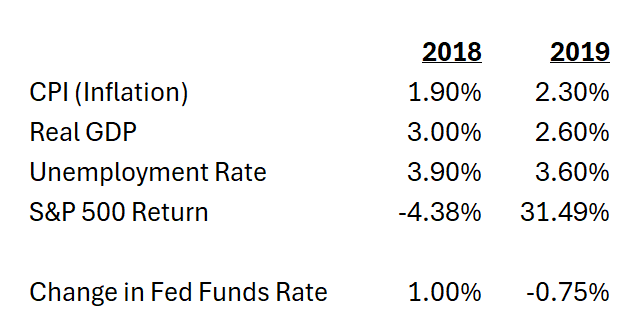 2018 2019
CPI (Inflation) 1.90% 2.30%
Real GDP 3.00% 2.60%
Unemployment Rate 3.90% 3.60%
S&P 500 Return -4.38% 31.49%
Change in Fed Funds Rate 1.00% -0.75%